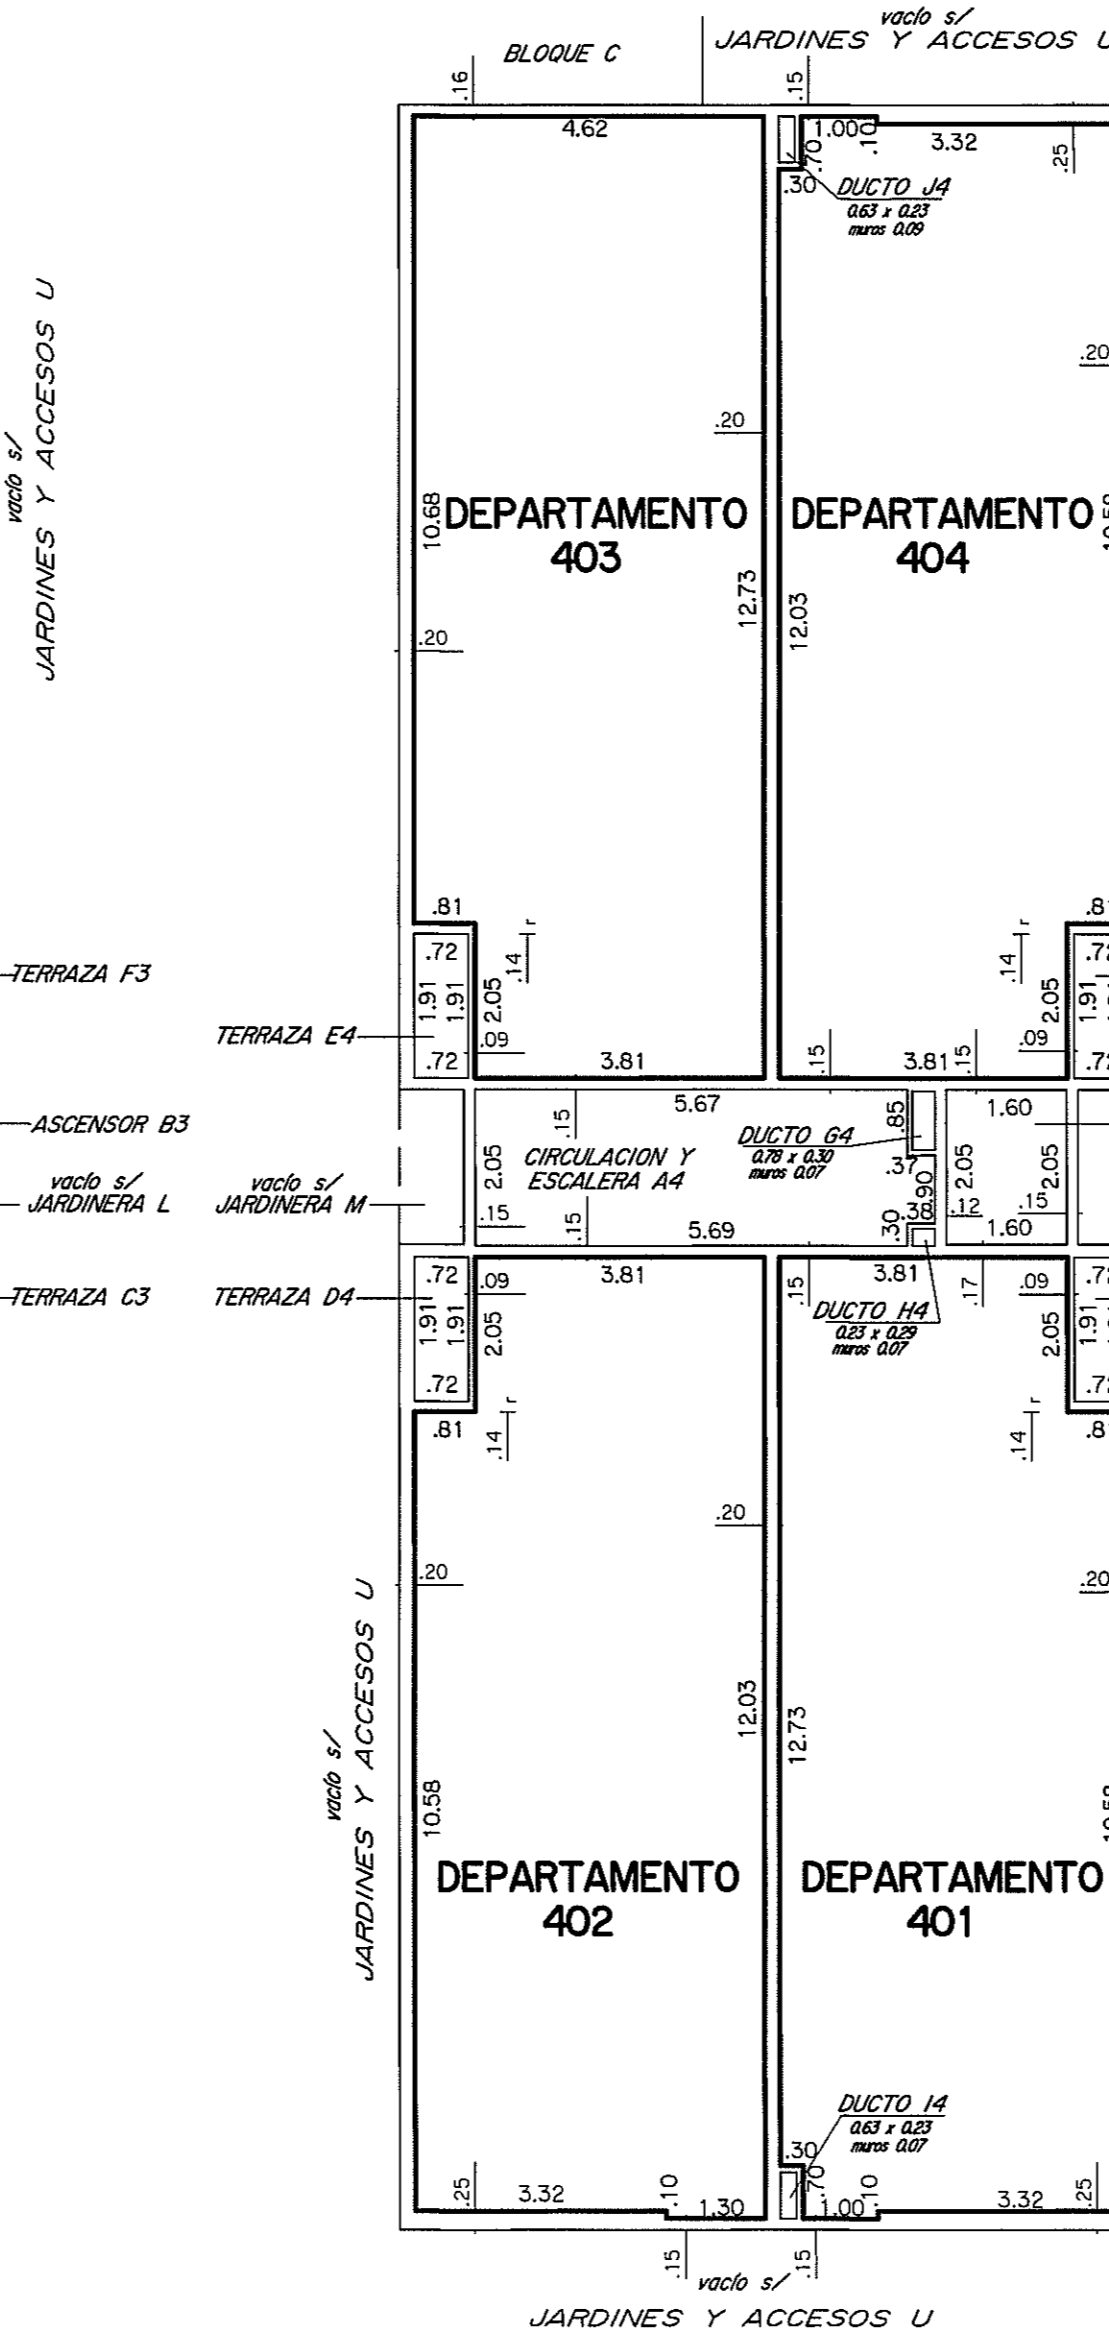 vacío s/
JARDINES Y ACCESOS U
BLOQUE C
.16
.15
4.62
1.00
.10
3.32
.25
.70
.30
DUCTO J4
0.63 x 0.23
muros 0.09
vacío s/
JARDINES Y ACCESOS U
.20
.20
10.68
DEPARTAMENTO
403
DEPARTAMENTO
404
12.73
12.03
.20
.81
.72
.14
1.91
1.91
2.05
.09
.72
3.81
.15
3.81
.15
.14
2.05
.09
1.91
TERRAZA F3
TERRAZA E4
ASCENSOR B3
vacío s/
JARDINERA L
vacío s/
JARDINERA M
.15
5.67
.85
1.60
CIRCULACION Y
ESCALERA A4
DUCTO G4
0.78 x 0.30
muros 0.07
.37
2.05
.90
2.05
2.05
.15
.15
5.69
.30
.38
.12
.15
1.60
TERRAZA C3
TERRAZA D4
.72
.09
3.81
1.91
1.91
2.05
.72
.81
.14
.15
3.81
.17
.09
DUCTO H4
0.23 x 0.29
muros 0.07
2.05
1.91
.14
.20
.20
.20
vacío s/
JARDINES Y ACCESOS U
12.03
12.73
10.58
DEPARTAMENTO
402
DEPARTAMENTO
401
DUCTO I4
0.63 x 0.23
muros 0.07
.30
.70
.25
3.32
.10
1.30
1.00
.10
3.32
.25
.15
.15
vacío s/
JARDINES Y ACCESOS U